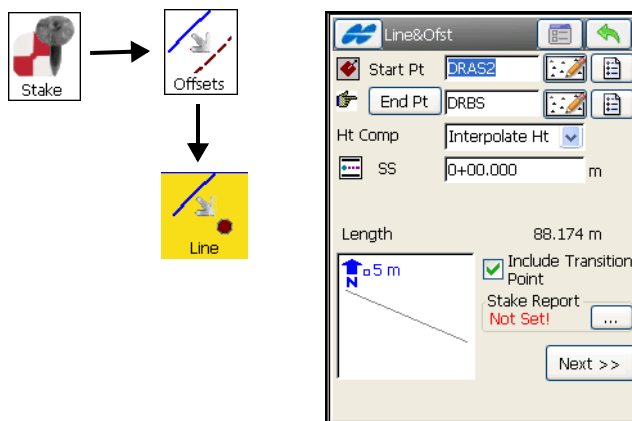 Stake
Offsets
Line
Line&Ofst
Start Pt DRAS2
End Pt DRBS
Ht Comp Interpolate Ht
SS 0+00.000 m
Length 88.174 m
5 m
N
Include Transition
Point
Stake Report
Not Set! ...
Next >>